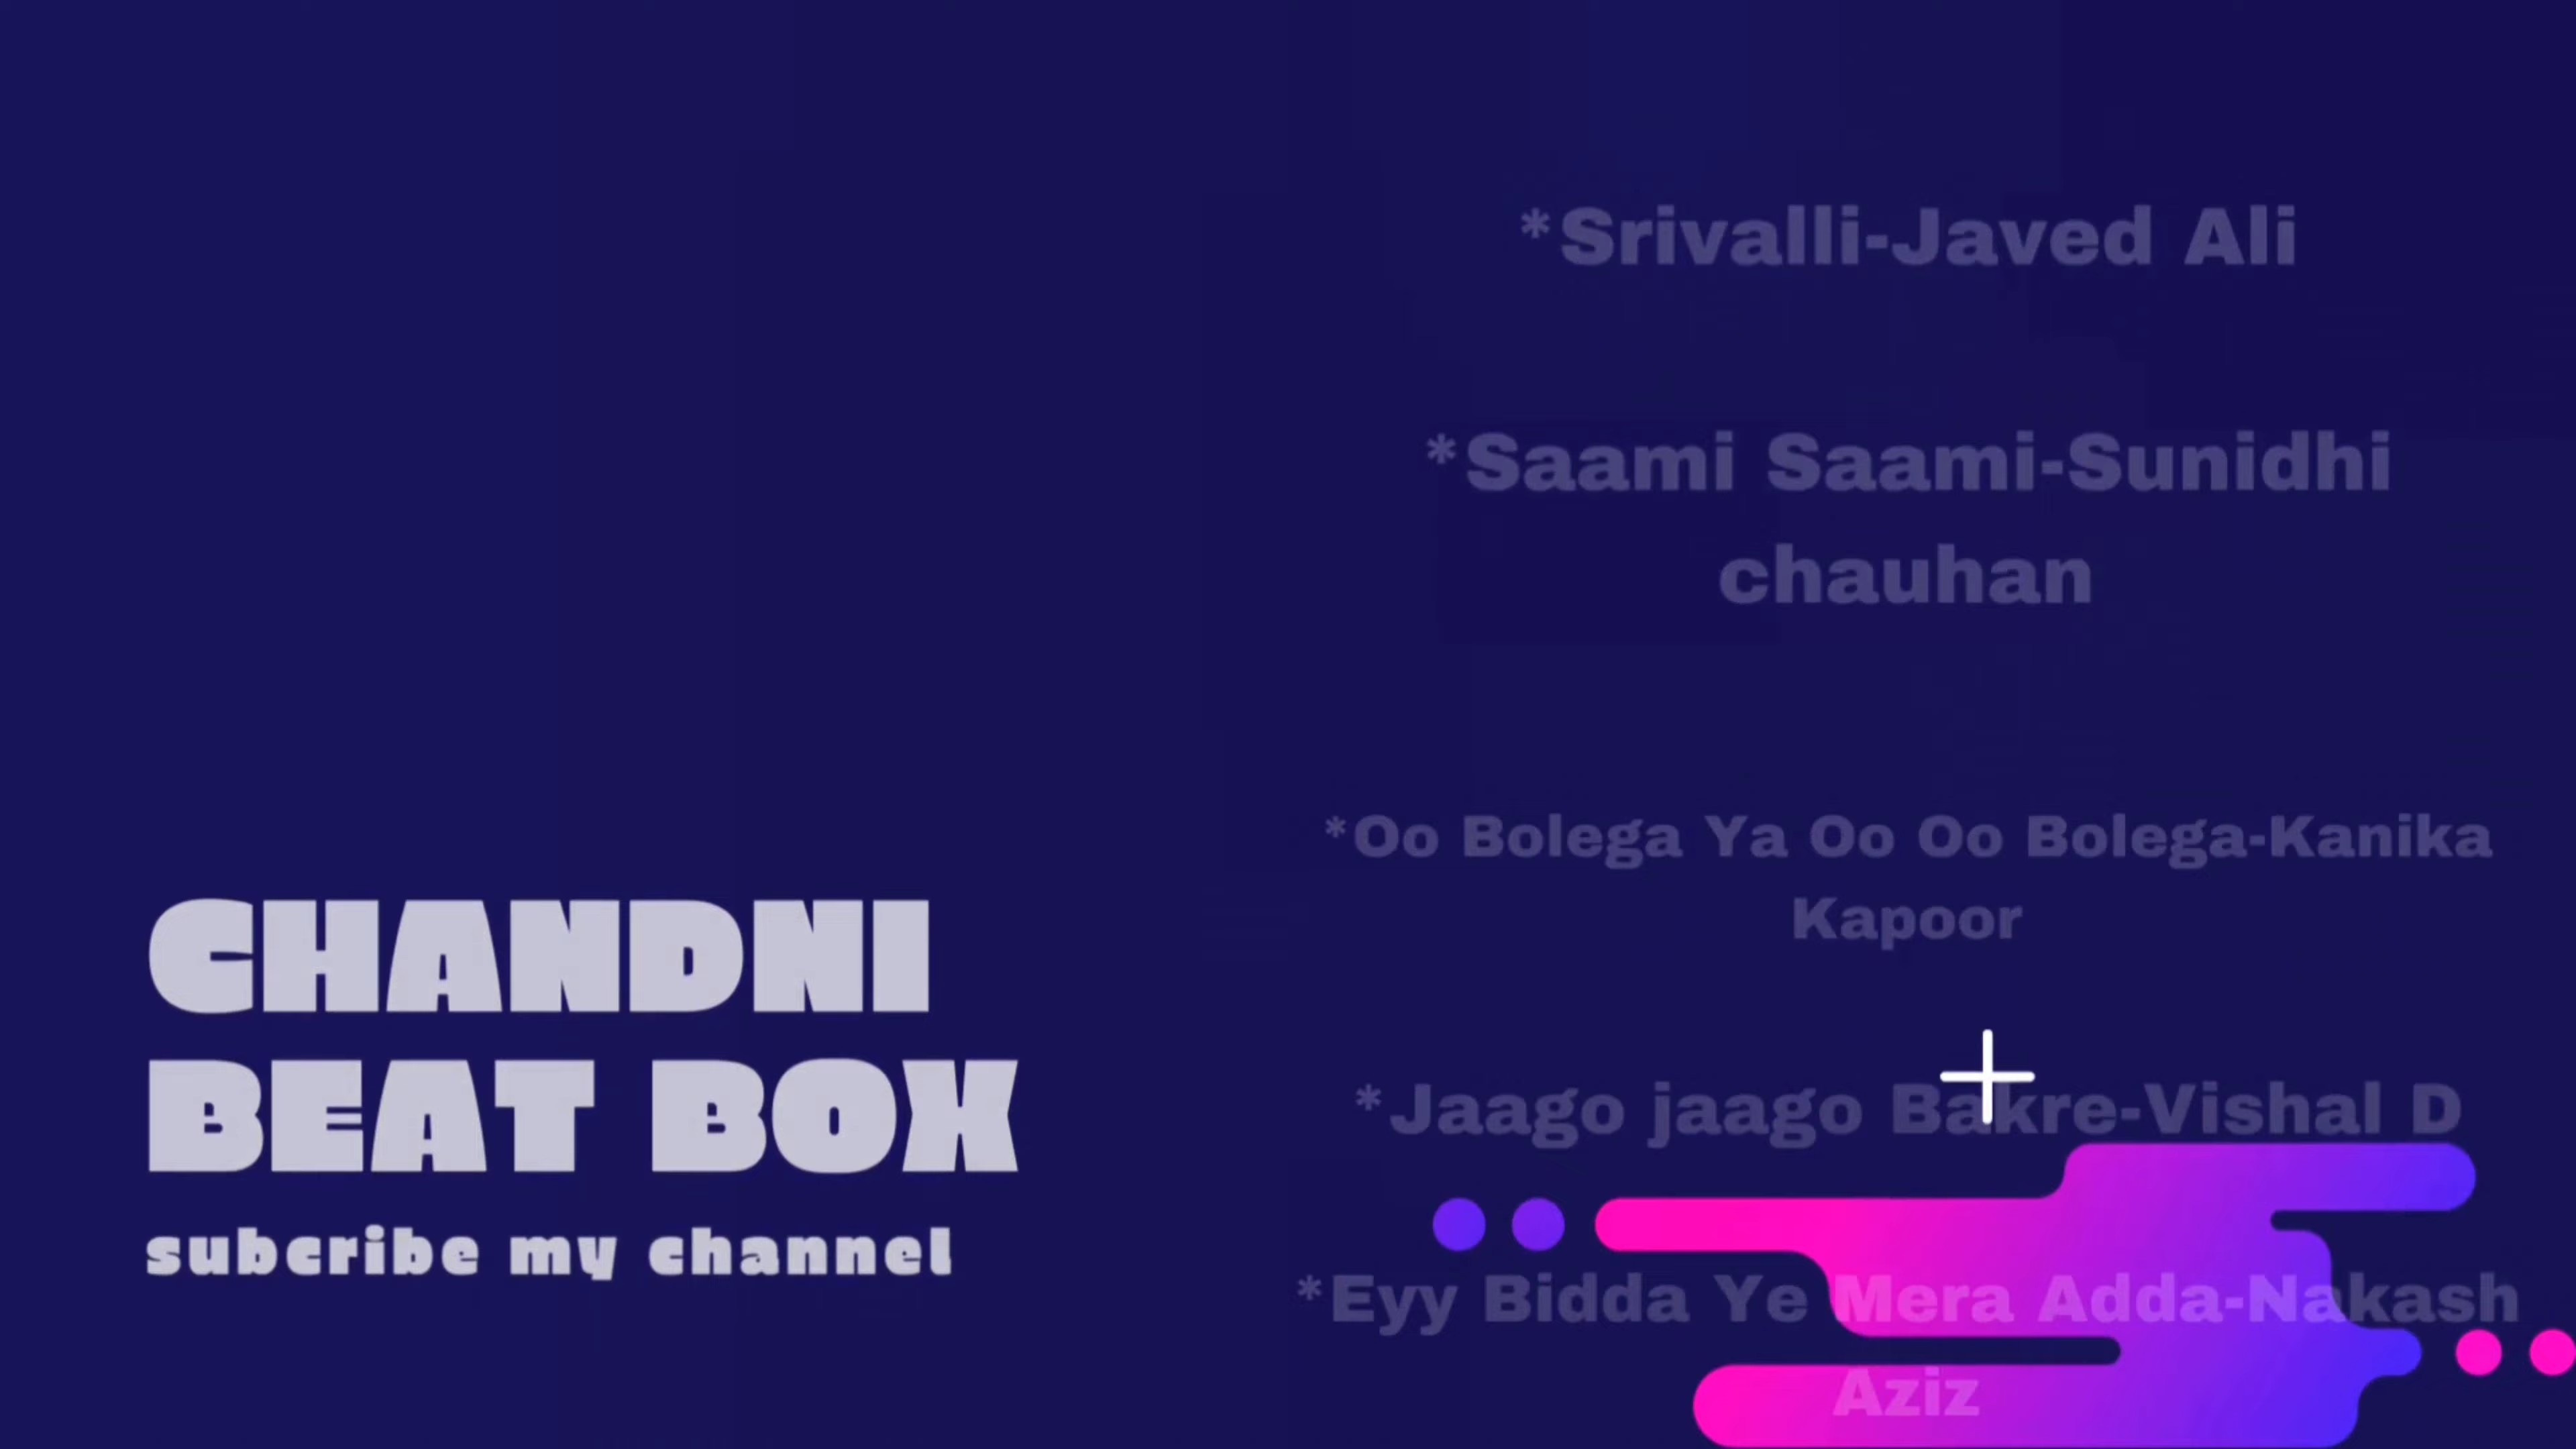 CHANDNI
BEAT BOX
subcribe my channel
*Srivalli-Javed Ali
*Saami Saami-Sunidhi
chauhan
*Oo Bolega Ya Oo Oo Bolega-Kanika
Kapoor
*Jaago jaago Bakre-Vishal D
*Eyy Bidda Ye Mera Adda-Nakash
Aziz